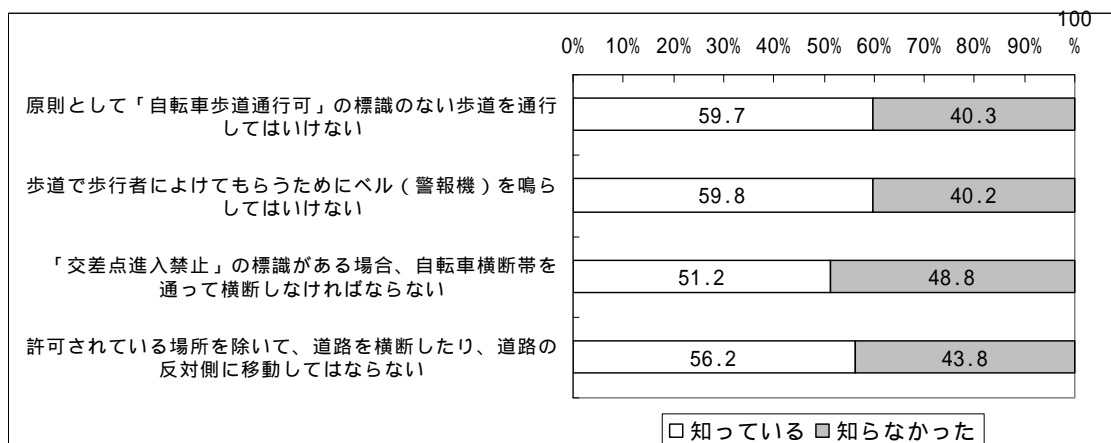 100
0% 10% 20% 30% 40% 50% 60% 70% 80% 90% %
原則として「自転車歩道通行可」の標識のない歩道を通行
してはいけない
59.7 40.3
歩道で歩行者によけてもらうためにベル(警報機)を鳴ら
してはいけない
59.8 40.2
「交差点進入禁止」の標識がある場合、自転車横断帯を
通って横断しなければならない
51.2 48.8
許可されている場所を除いて、道路を横断したり、道路の
反対側に移動してはならない
56.2 43.8
知っている 知らなかった